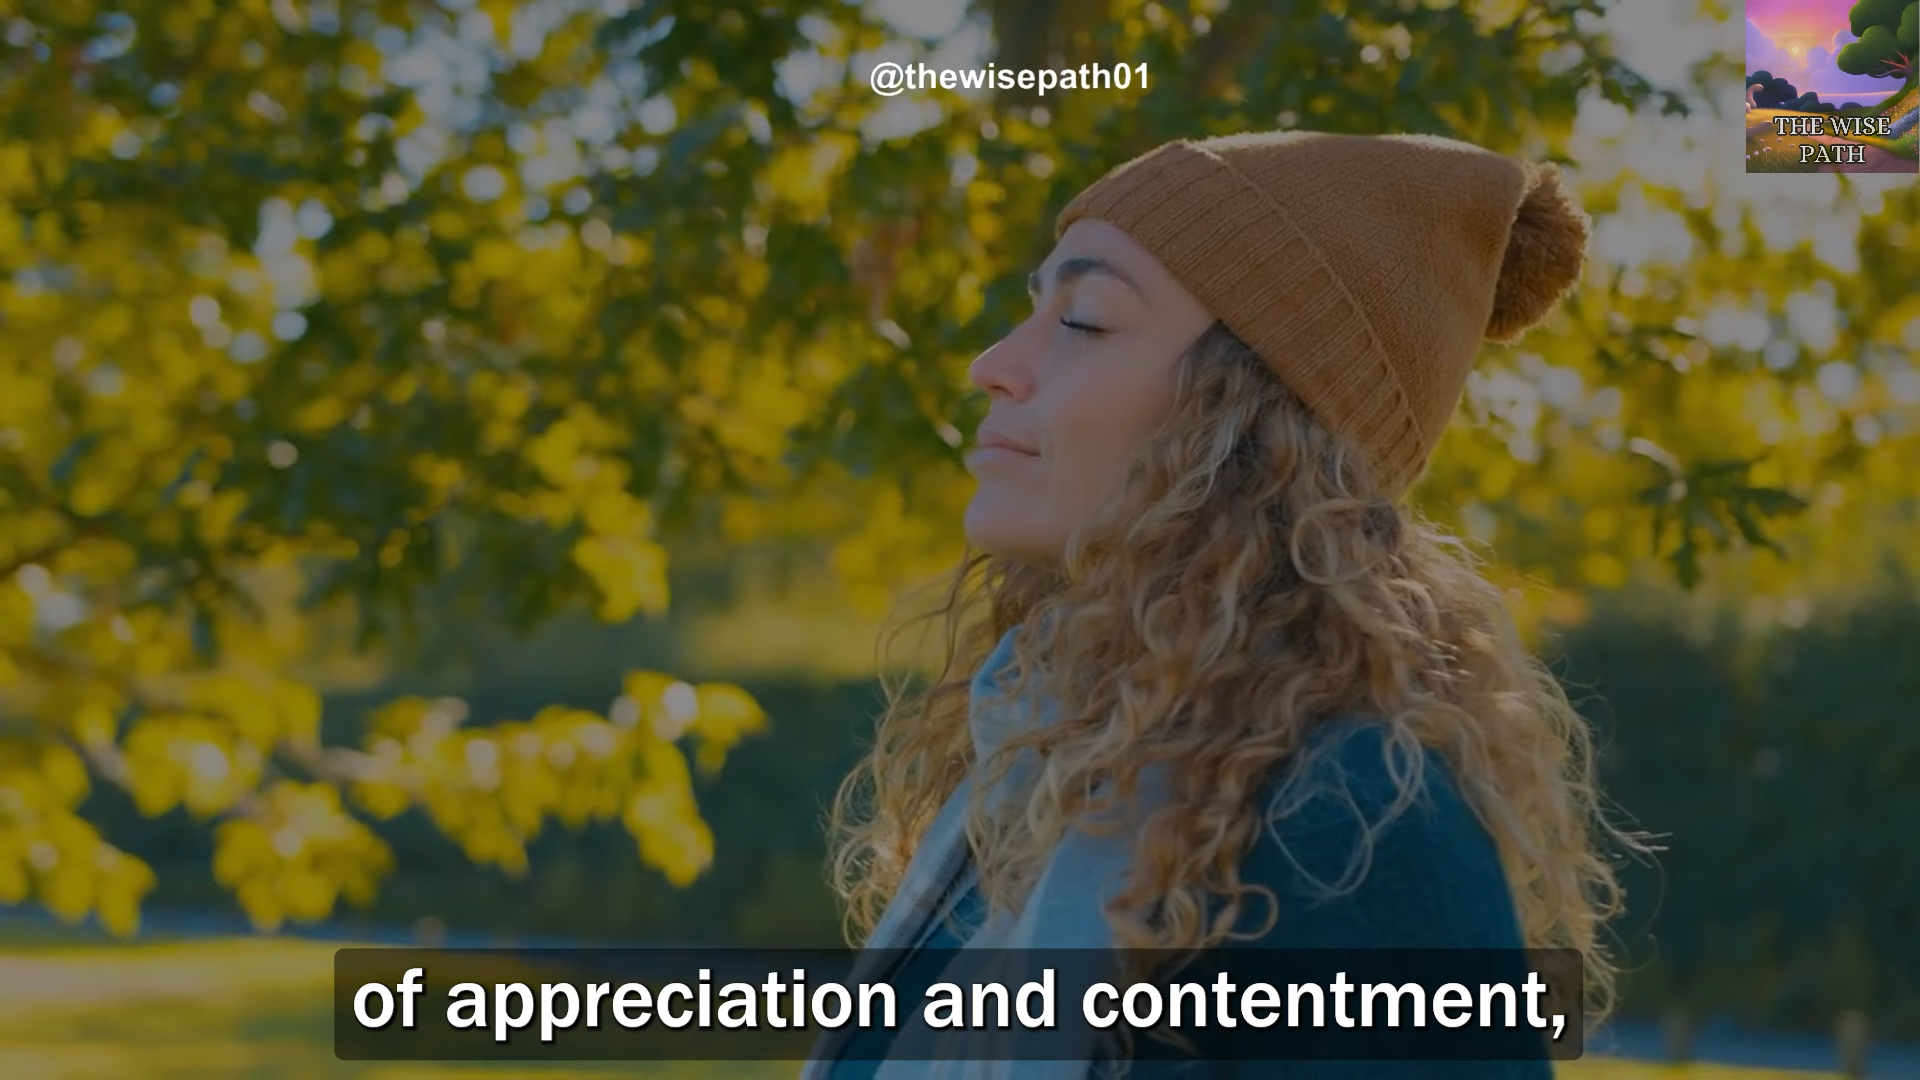 @thewisepath01
THE WISE
PATH
of appreciation and contentment,